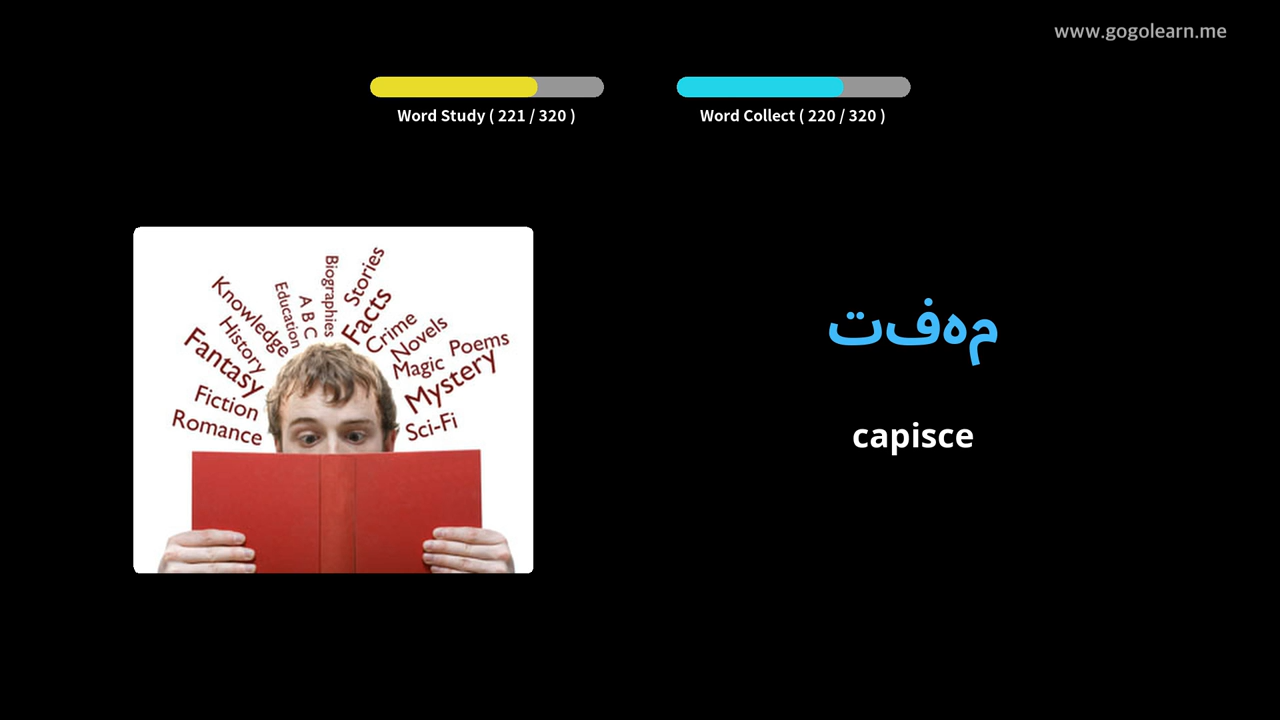 www.gogolearn.me
Word Study ( 221 / 320 )
Word Collect ( 220 / 320 )
Knowledge
History
Fantasy
Fiction
Romance
Education
A B C
Biographies
Stories
Facts
Crime
Novels
Magic
Poems
Mystery
Sci-Fi
مهفت
capisce